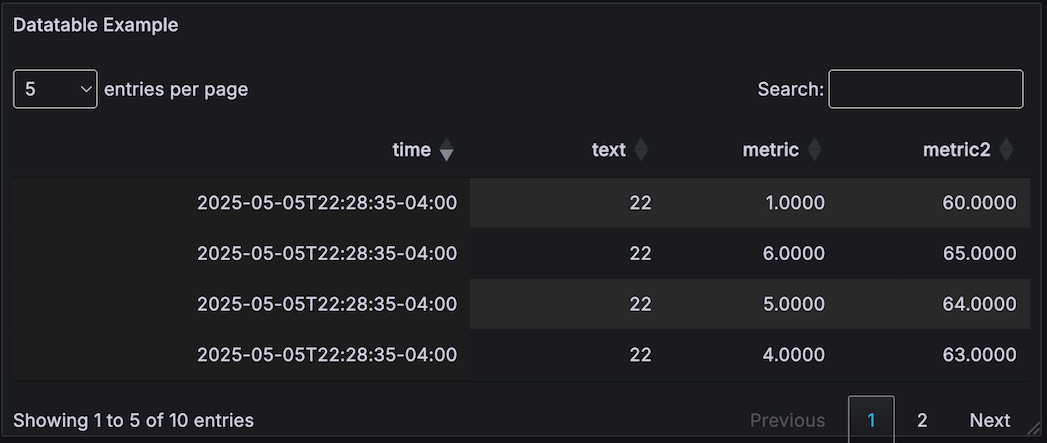 Datatable Example
5 entries per page Search:
time text metric metric2
2025-05-05T22:28:35-04:00 22 1.0000 60.0000
2025-05-05T22:28:35-04:00 22 6.0000 65.0000
2025-05-05T22:28:35-04:00 22 5.0000 64.0000
2025-05-05T22:28:35-04:00 22 4.0000 63.0000
Showing 1 to 5 of 10 entries Previous 1 2 Next